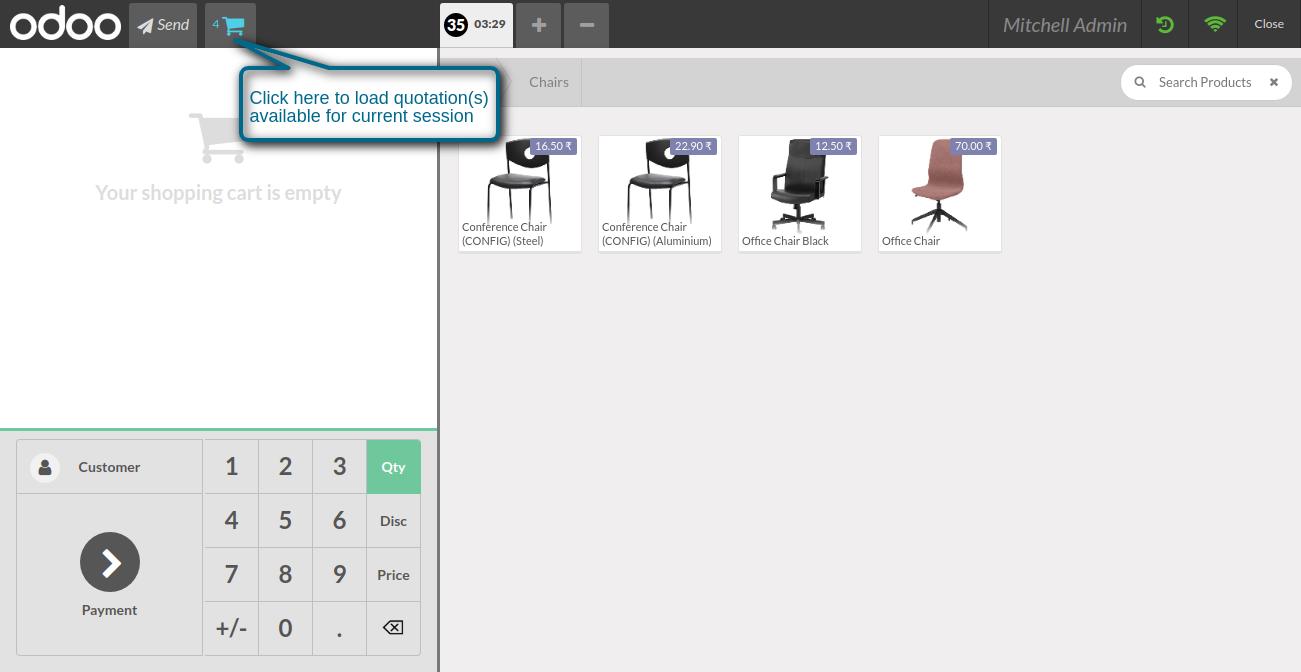 odoo
Send
4
35 03:29
+
−
Mitchell Admin
Close
Click here to load quotation(s)
available for current session
Chairs
Search Products
Your shopping cart is empty
16.50 ₹
Conference Chair
(CONFIG) (Steel)
22.90 ₹
Conference Chair
(CONFIG) (Aluminium)
12.50 ₹
Office Chair Black
70.00 ₹
Office Chair
Customer
1 2 3 Qty
4 5 6 Disc
7 8 9 Price
+/- 0 .
Payment